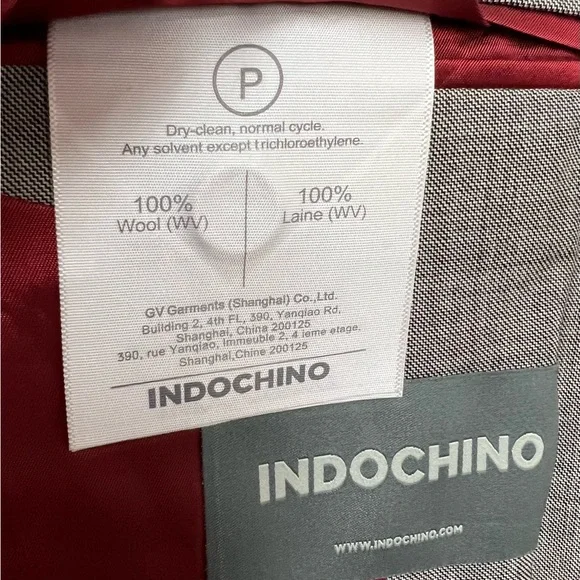 P
Dry-clean, normal cycle.
Any solvent except trichloroethylene.
100%
Wool (WV)
100%
Laine (WV)
GV Garments (Shanghai) Co.,Ltd.
Building 2, 4th FL, 390, Yanqiao Rd,
Shanghai, China 200125
390, rue Yanqiao, Immeuble 2, 4 ieme etage.
Shanghai,China 200125
INDOCHINO
INDOCHINO
WWW.INDOCHINO.COM